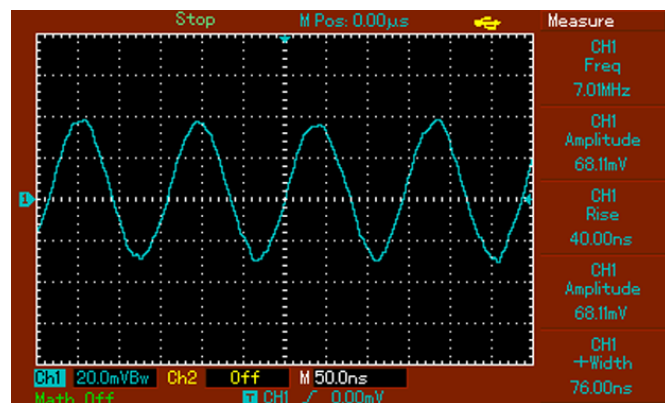 Stop M Pos: 0.00μs Measure
CH1
Freq
7.01MHz
CH1
Amplitude
68.11mV
1
CH1
Rise
40.00ns
CH1
Amplitude
68.11mV
CH1
+Width
76.00ns
Ch1 20.0mVBw Ch2 Off M 50.0ns
Math Off T CH1 / 0.00mV